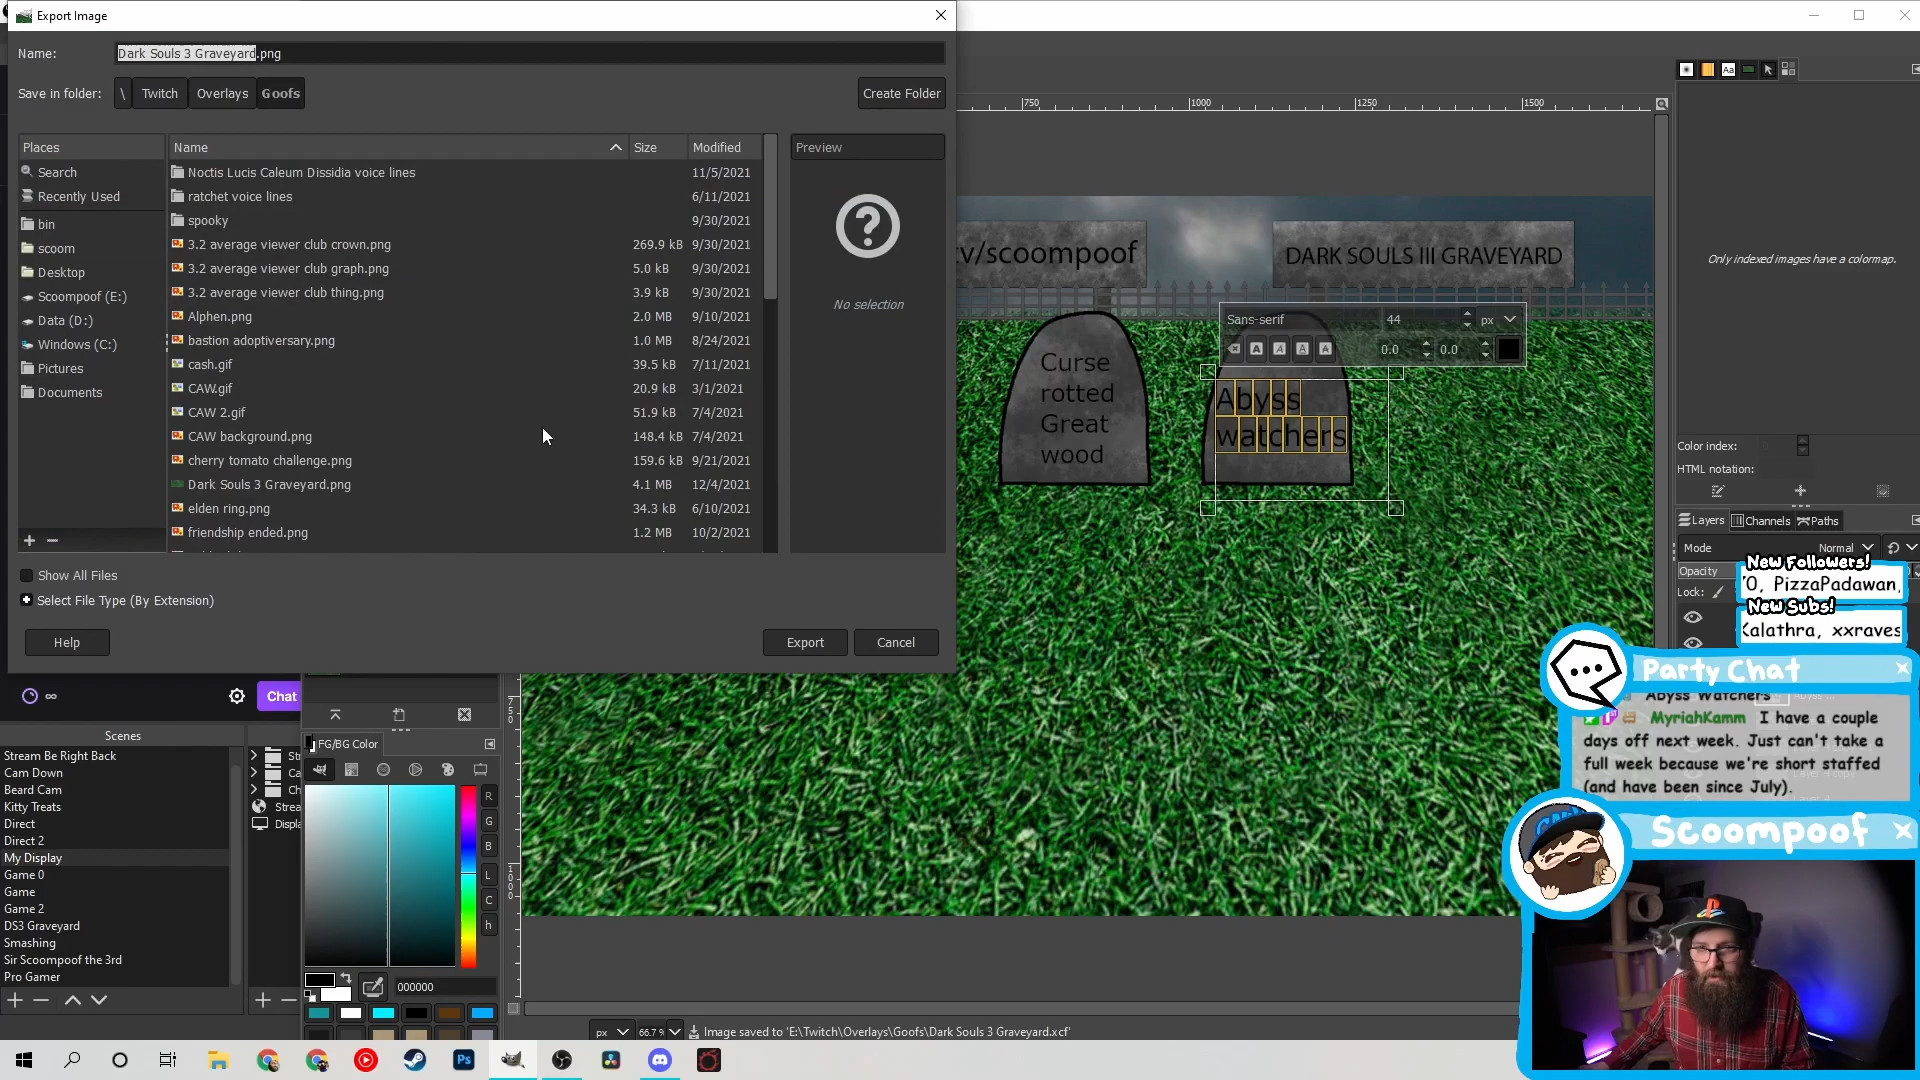 Export Image
Name:
Dark Souls 3 Graveyard.png
Save in folder:
\
Twitch
Overlays
Goofs
Create Folder
Places
Name
Size
Modified
Preview
Search
Recently Used
bin
scoom
Desktop
Scoompoof (E:)
Data (D:)
Windows (C:)
Pictures
Documents
Noctis Lucis Caleum Dissidia voice lines 11/5/2021
ratchet voice lines 6/11/2021
spooky 9/30/2021
3.2 average viewer club crown.png 269.9 kB 9/30/2021
3.2 average viewer club graph.png 5.0 kB 9/30/2021
3.2 average viewer club thing.png 3.9 kB 9/30/2021
Alphen.png 2.0 MB 9/10/2021
bastion adoptiversary.png 1.0 MB 8/24/2021
cash.gif 39.5 kB 7/11/2021
CAW.gif 20.9 kB 3/1/2021
CAW 2.gif 51.9 kB 7/4/2021
CAW background.png 148.4 kB 7/4/2021
cherry tomato challenge.png 159.6 kB 9/21/2021
Dark Souls 3 Graveyard.png 4.1 MB 12/4/2021
elden ring.png 34.3 kB 6/10/2021
friendship ended.png 1.2 MB 10/2/2021
No selection
Show All Files
Select File Type (By Extension)
Help
Export
Cancel
750
1000
1250
1500
v/scoompoof
DARK SOULS III GRAVEYARD
Sans-serif
44
px
0.0
0.0
Curse
rotted
Great
wood
Abyss
watchers
Only indexed images have a colormap.
Color index:
HTML notation:
Layers
Channels
Paths
Mode
Normal
Opacity
Lock:
New Followers!
0, PizzaPadawan,
New Subs!
Kalathra, xxraves
Party Chat
Abyss Watchers
MyriahKamm I have a couple
days off next week. Just can't take a
full week because we're short staffed
(and have been since July).
Scoompoof
Chat
Scenes
Stream Be Right Back
Cam Down
Beard Cam
Kitty Treats
Direct
Direct 2
My Display
Game 0
Game
Game 2
DS3 Graveyard
Smashing
Sir Scoompoof the 3rd
Pro Gamer
Stre
Displa
FG/BG Color
R
G
B
L
C
h
000000
750
1000
px
66.7 %
Image saved to 'E:\Twitch\Overlays\Goofs\Dark Souls 3 Graveyard.xcf'
Ps